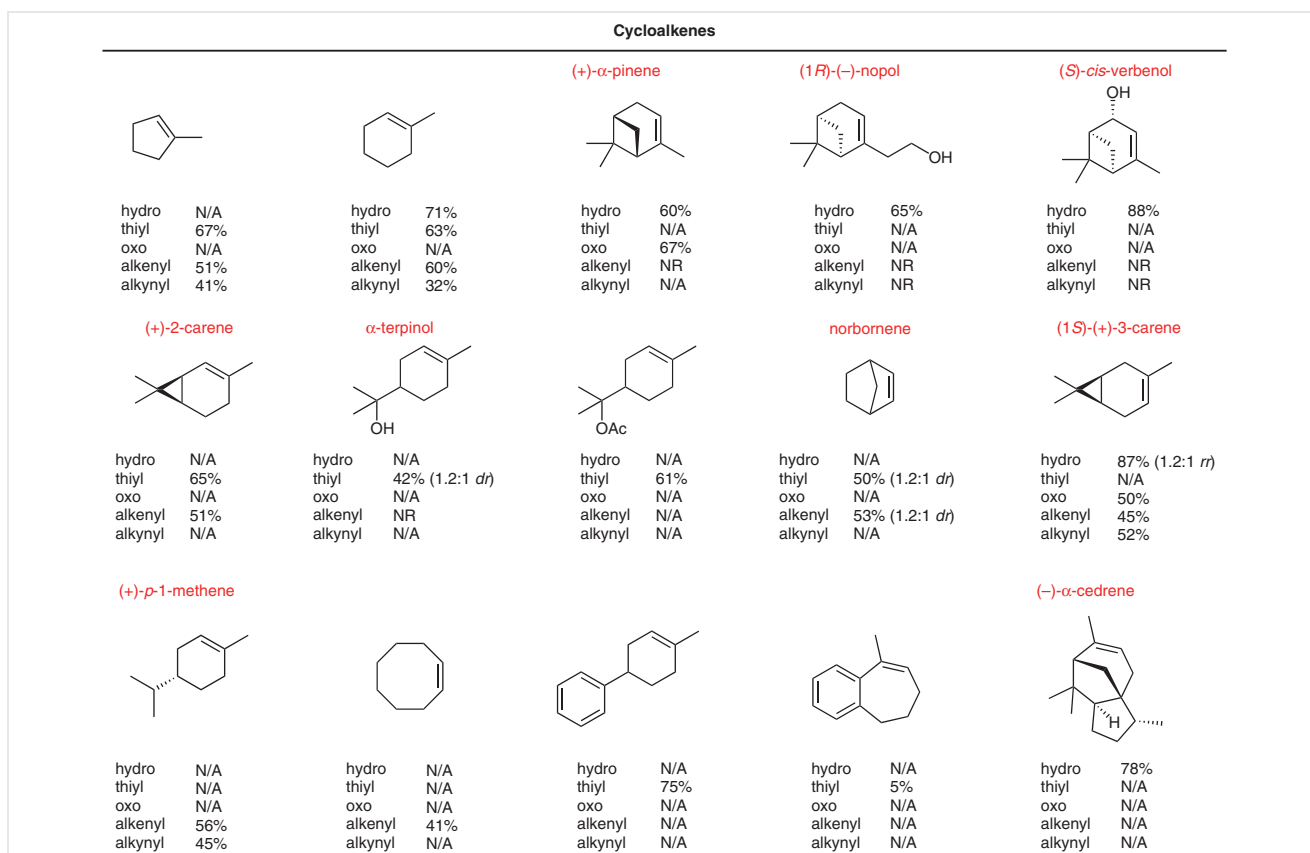 Cycloalkenes
(+)-α-pinene (1R)-(–)-nopol (S)-cis-verbenol
OH
OH
hydro N/A hydro 71% hydro 60% hydro 65% hydro 88%
thiyl 67% thiyl 63% thiyl N/A thiyl N/A thiyl N/A
oxo N/A oxo N/A oxo 67% oxo N/A oxo N/A
alkenyl 51% alkenyl 60% alkenyl NR alkenyl NR alkenyl NR
alkynyl 41% alkynyl 32% alkynyl N/A alkynyl NR alkynyl NR
(+)-2-carene α-terpinol norbornene (1S)-(+)-3-carene
OH OAc
hydro N/A hydro N/A hydro N/A hydro N/A hydro 87% (1.2:1 rr)
thiyl 65% thiyl 42% (1.2:1 dr) thiyl 61% thiyl 50% (1.2:1 dr) thiyl N/A
oxo N/A oxo N/A oxo N/A oxo N/A oxo 50%
alkenyl 51% alkenyl NR alkenyl N/A alkenyl 53% (1.2:1 dr) alkenyl 45%
alkynyl N/A alkynyl N/A alkynyl N/A alkynyl N/A alkynyl 52%
(+)-p-1-methene (–)-α-cedrene
H
hydro N/A hydro N/A hydro N/A hydro N/A hydro 78%
thiyl N/A thiyl N/A thiyl 75% thiyl 5% thiyl N/A
oxo N/A oxo N/A oxo N/A oxo N/A oxo N/A
alkenyl 56% alkenyl 41% alkenyl N/A alkenyl N/A alkenyl N/A
alkynyl 45% alkynyl N/A alkynyl N/A alkynyl N/A alkynyl N/A